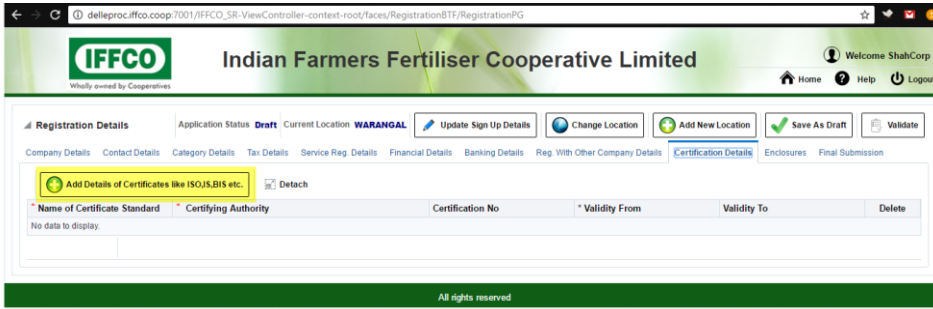 delleproc.iffco.coop:7001/IFFCO_SR-ViewController-context-root/faces/RegistrationBTF/RegistrationPG
IFFCO
Wholly owned by Cooperatives
Indian Farmers Fertiliser Cooperative Limited
Welcome ShahCorp
Home Help Logout
Registration Details Application Status Draft Current Location WARANGAL Update Sign Up Details Change Location Add New Location Save As Draft Validate
Company Details Contact Details Category Details Tax Details Service Reg. Details Financial Details Banking Details Reg. With Other Company Details Certification Details Enclosures Final Submission
Add Details of Certificates like ISO,IS,BIS etc. Detach
* Name of Certificate Standard * Certifying Authority Certification No * Validity From Validity To Delete
No data to display.
All rights reserved